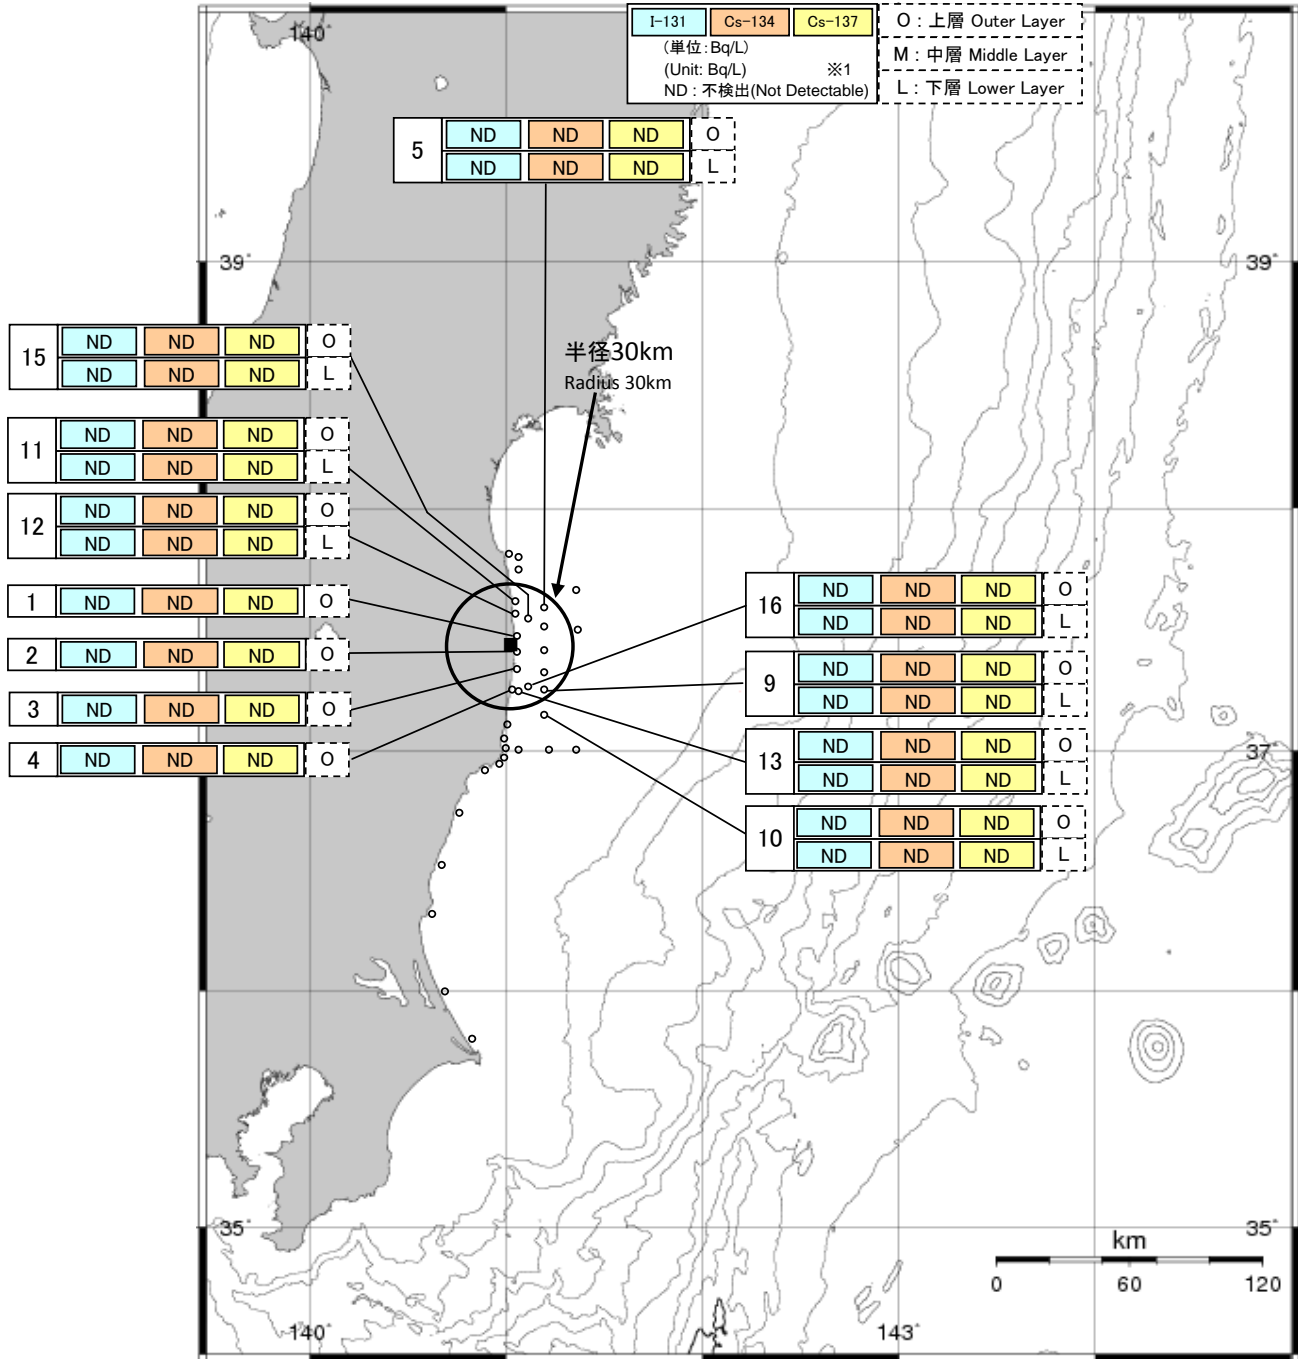 140°
I-131 Cs-134 Cs-137
(単位:Bq/L)
(Unit: Bq/L) ※1
ND : 不検出(Not Detectable)
O : 上層 Outer Layer
M : 中層 Middle Layer
L : 下層 Lower Layer
5 ND ND ND O
ND ND ND L
39° 39°
15 ND ND ND O
ND ND ND L
半径30km
Radius 30km
11 ND ND ND O
ND ND ND L
12 ND ND ND O
ND ND ND L
1 ND ND ND O
2 ND ND ND O
3 ND ND ND O
4 ND ND ND O
16 ND ND ND O
ND ND ND L
9 ND ND ND O
ND ND ND L
13 ND ND ND O
ND ND ND L
37°
10 ND ND ND O
ND ND ND L
35° 35°
km
0 60 120
140° 143°